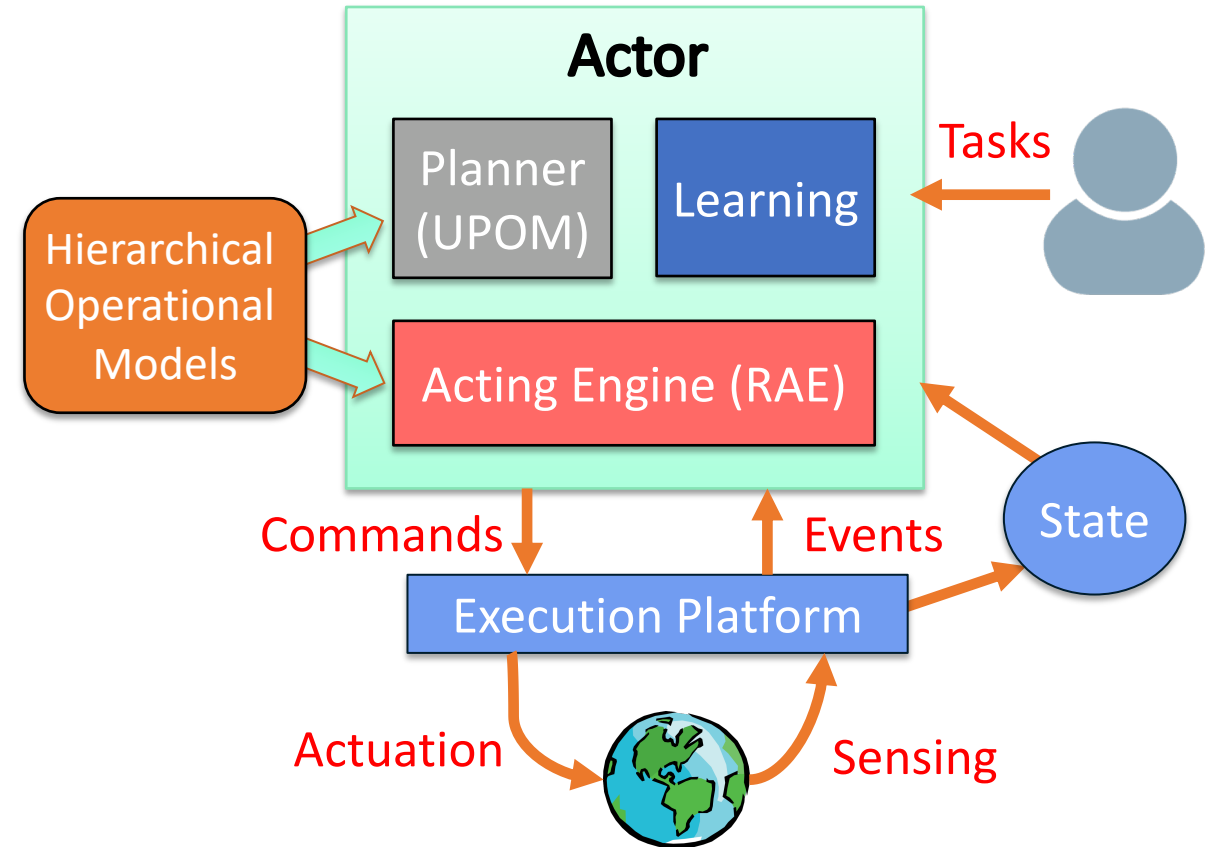 Actor
Planner
(UPOM)
Learning
Tasks
Hierarchical
Operational
Models
Acting Engine (RAE)
Commands
Events
State
Execution Platform
Actuation
Sensing